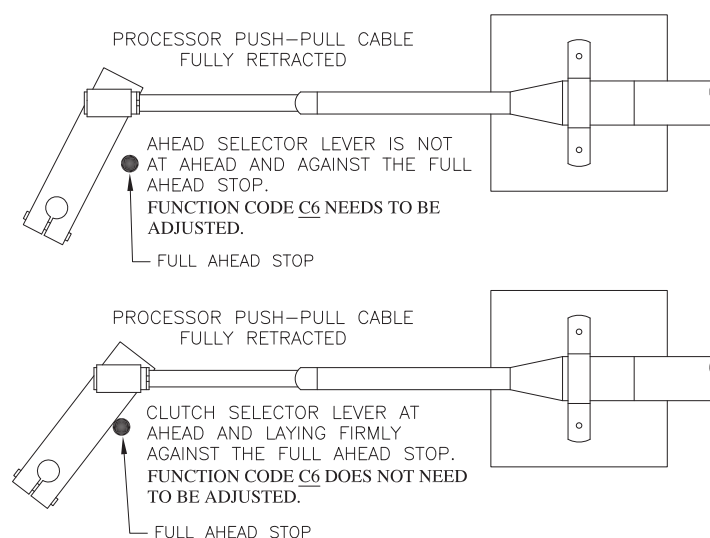 PROCESSOR PUSH-PULL CABLE
FULLY RETRACTED
AHEAD SELECTOR LEVER IS NOT
AT AHEAD AND AGAINST THE FULL
AHEAD STOP.
FUNCTION CODE C6 NEEDS TO BE
ADJUSTED.
FULL AHEAD STOP
PROCESSOR PUSH-PULL CABLE
FULLY RETRACTED
CLUTCH SELECTOR LEVER AT
AHEAD AND LAYING FIRMLY
AGAINST THE FULL AHEAD STOP.
FUNCTION CODE C6 DOES NOT NEED
TO BE ADJUSTED.
FULL AHEAD STOP